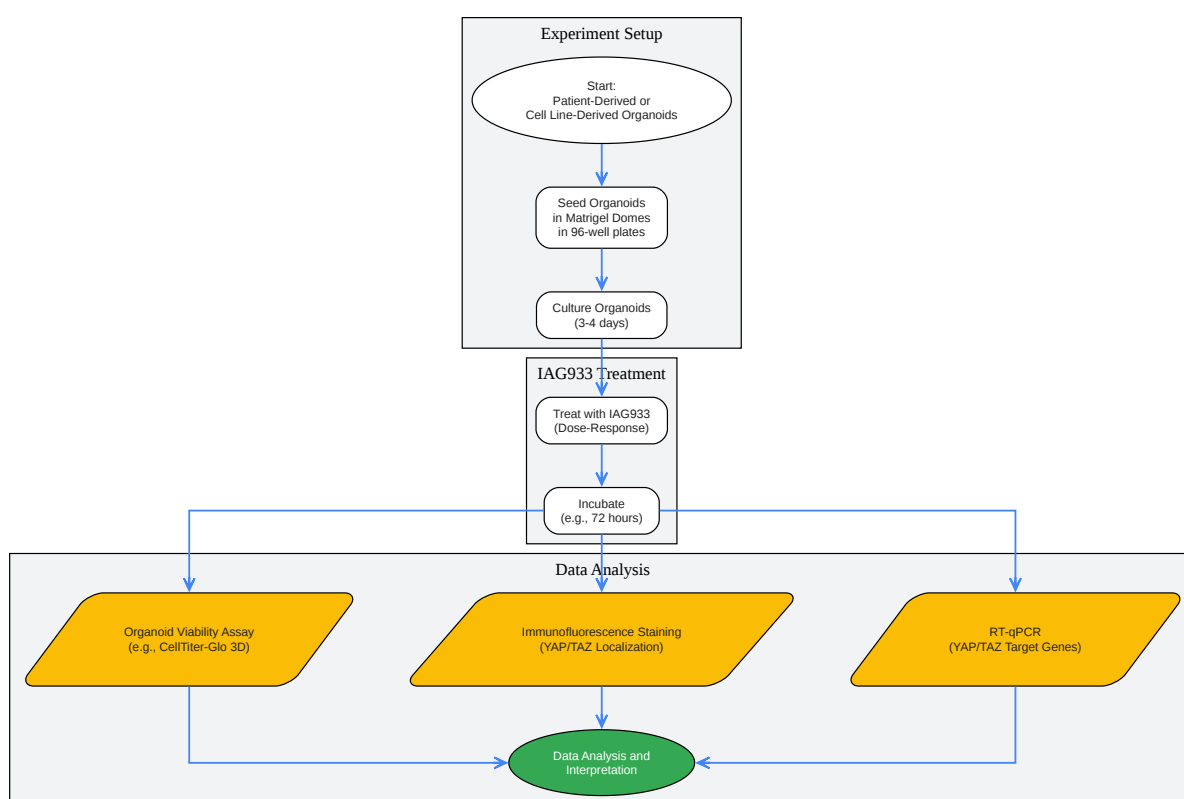 Experiment Setup
Start:
Patient-Derived or
Cell Line-Derived Organoids
Seed Organoids
in Matrigel Domes
in 96-well plates
Culture Organoids
(3-4 days)
IAG933 Treatment
Treat with IAG933
(Dose-Response)
Incubate
(e.g., 72 hours)
Data Analysis
Organoid Viability Assay
(e.g., CellTiter-Glo 3D)
Immunofluorescence Staining
(YAP/TAZ Localization)
RT-qPCR
(YAP/TAZ Target Genes)
Data Analysis and
Interpretation